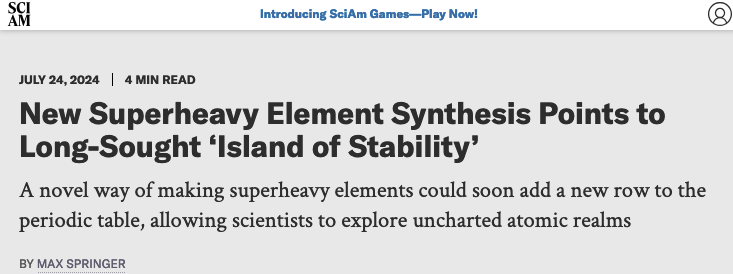 SCI
AM
Introducing SciAm Games—Play Now!
JULY 24, 2024 | 4 MIN READ
New Superheavy Element Synthesis Points to
Long-Sought ‘Island of Stability’
A novel way of making superheavy elements could soon add a new row to the
periodic table, allowing scientists to explore uncharted atomic realms
BY MAX SPRINGER